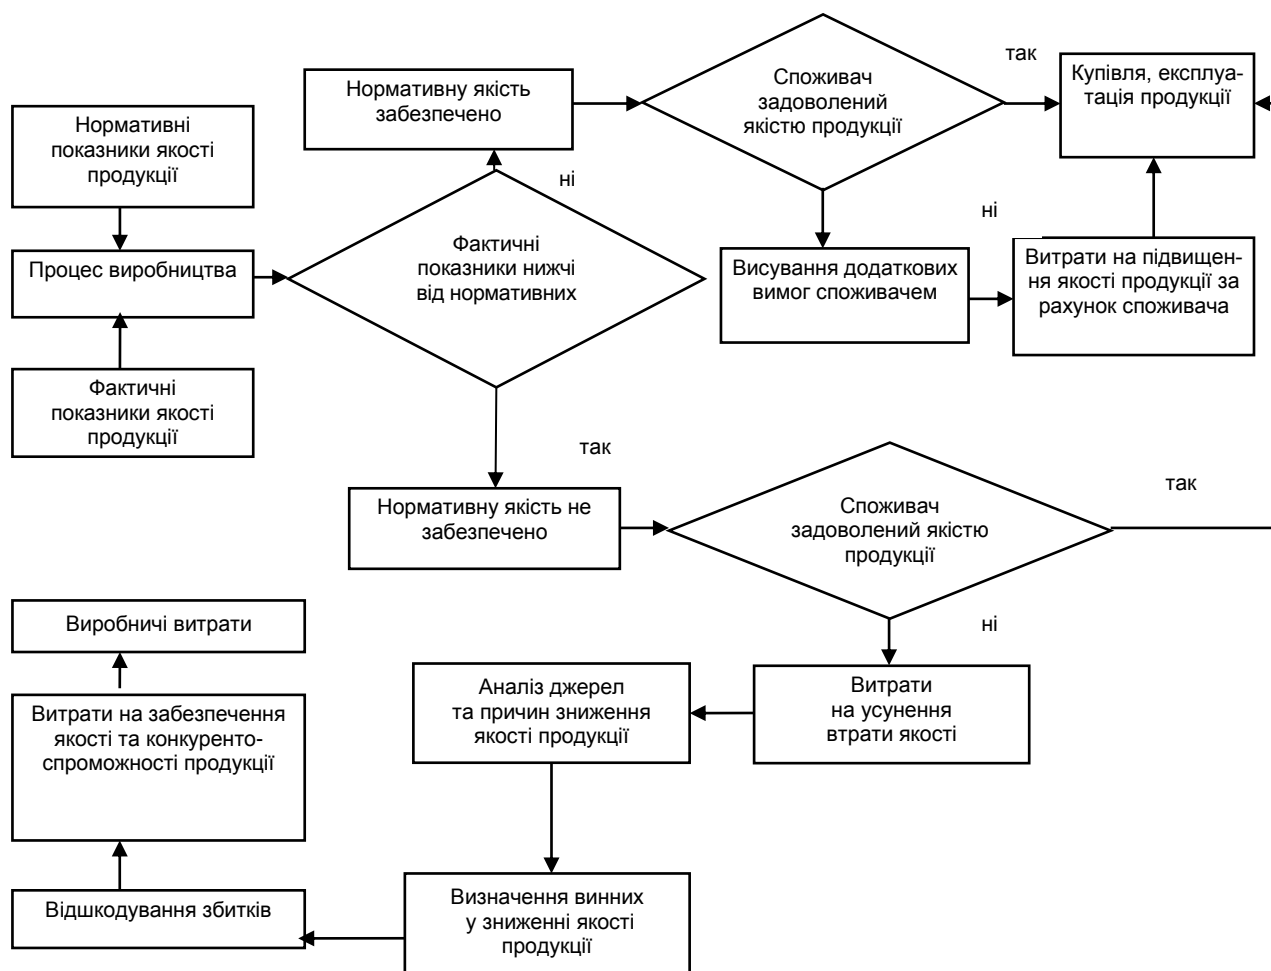 так
Споживач
задоволений
якістю продукції
Купівля, експлуа-
тація продукції
Нормативну якість
забезпечено
Нормативні
показники якості
продукції
ні
ні
Фактичні
показники нижчі
від нормативних
Процес виробництва
Висування додаткових
вимог споживачем
Витрати на підвищен-
ня якості продукції за
рахунок споживача
Фактичні
показники якості
продукції
так
так
Нормативну якість не
забезпечено
Споживач
задоволений якістю
продукції
ні
Виробничі витрати
Аналіз джерел
та причин зниження
якості продукції
Витрати
на усунення
втрати якості
Витрати на забезпечення
якості та конкуренто-
спроможності продукції
Визначення винних
у зниженні якості
продукції
Відшкодування збитків